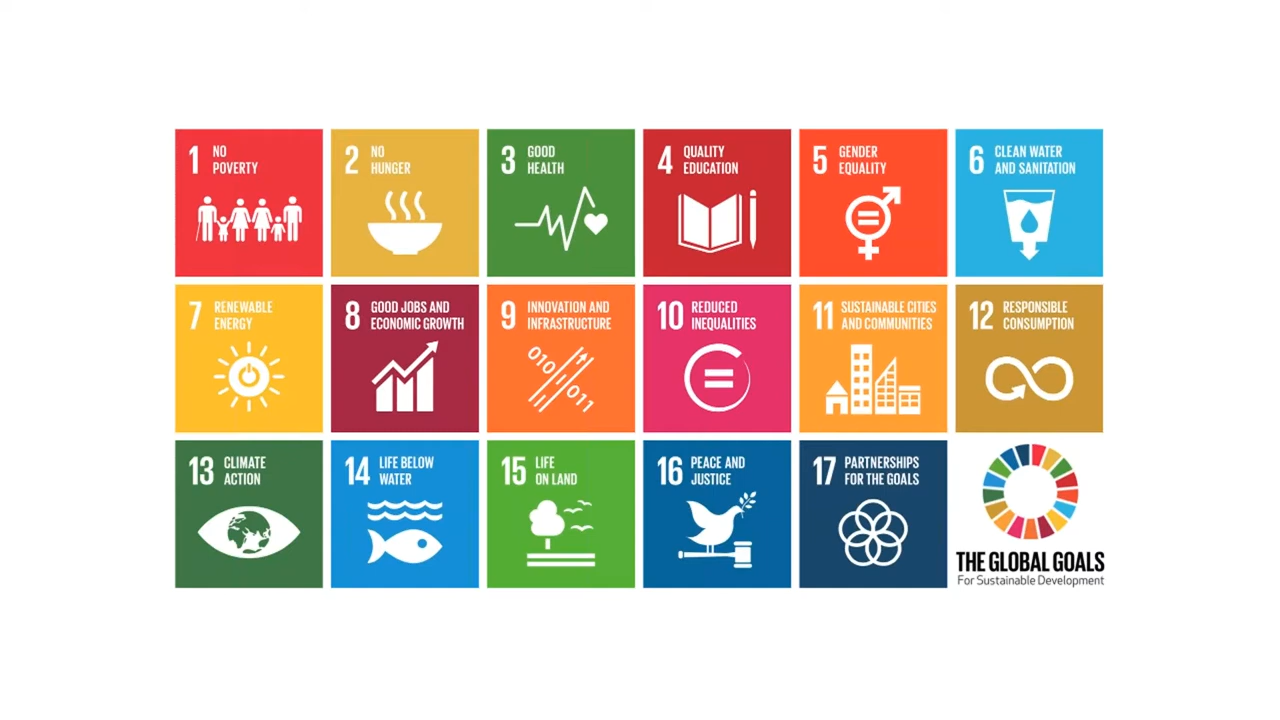 1 NO
POVERTY
2 NO
HUNGER
3 GOOD
HEALTH
4 QUALITY
EDUCATION
5 GENDER
EQUALITY
6 CLEAN WATER
AND SANITATION
7 RENEWABLE
ENERGY
8 GOOD JOBS AND
ECONOMIC GROWTH
9 INNOVATION AND
INFRASTRUCTURE
010
011
10 REDUCED
INEQUALITIES
11 SUSTAINABLE CITIES
AND COMMUNITIES
12 RESPONSIBLE
CONSUMPTION
13 CLIMATE
ACTION
14 LIFE BELOW
WATER
15 LIFE
ON LAND
16 PEACE AND
JUSTICE
17 PARTNERSHIPS
FOR THE GOALS
THE GLOBAL GOALS
For Sustainable Development